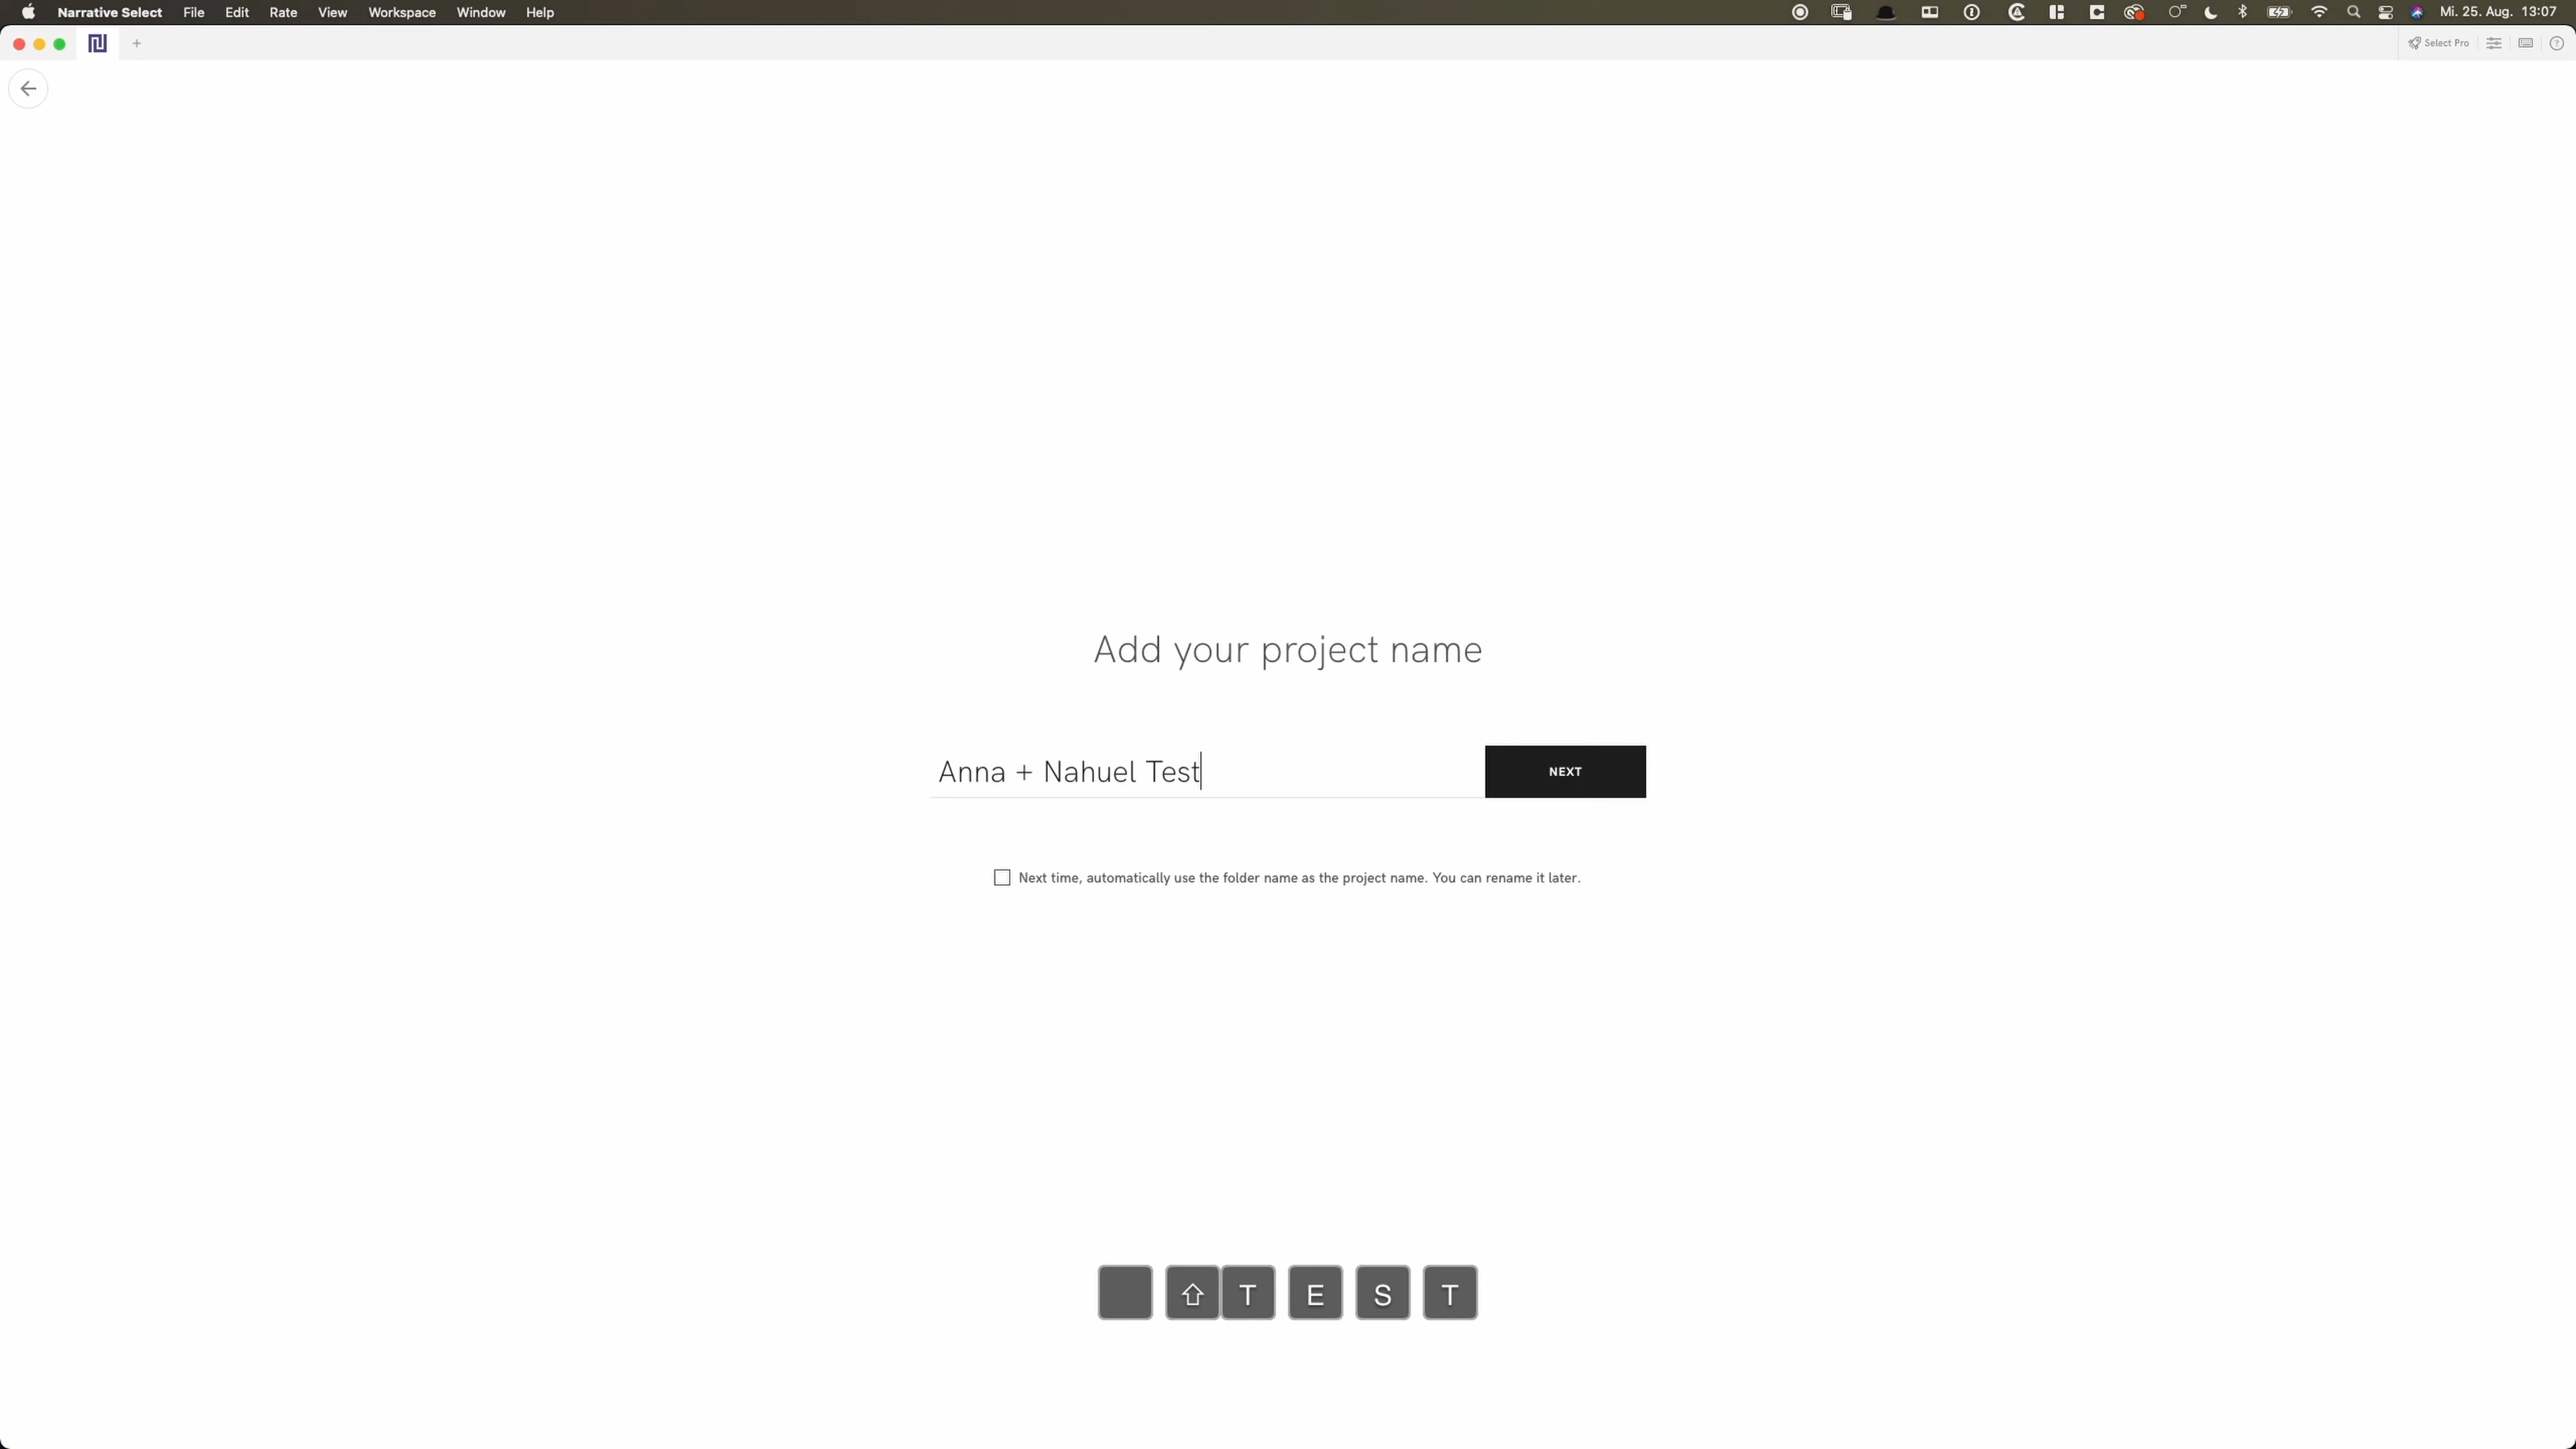 Narrative Select File Edit Rate View Workspace Window Help Mi. 25. Aug. 13:07
+ Select Pro ?
Add your project name
Anna + Nahuel Test
NEXT
Next time, automatically use the folder name as the project name. You can rename it later.
⇧ T E S T